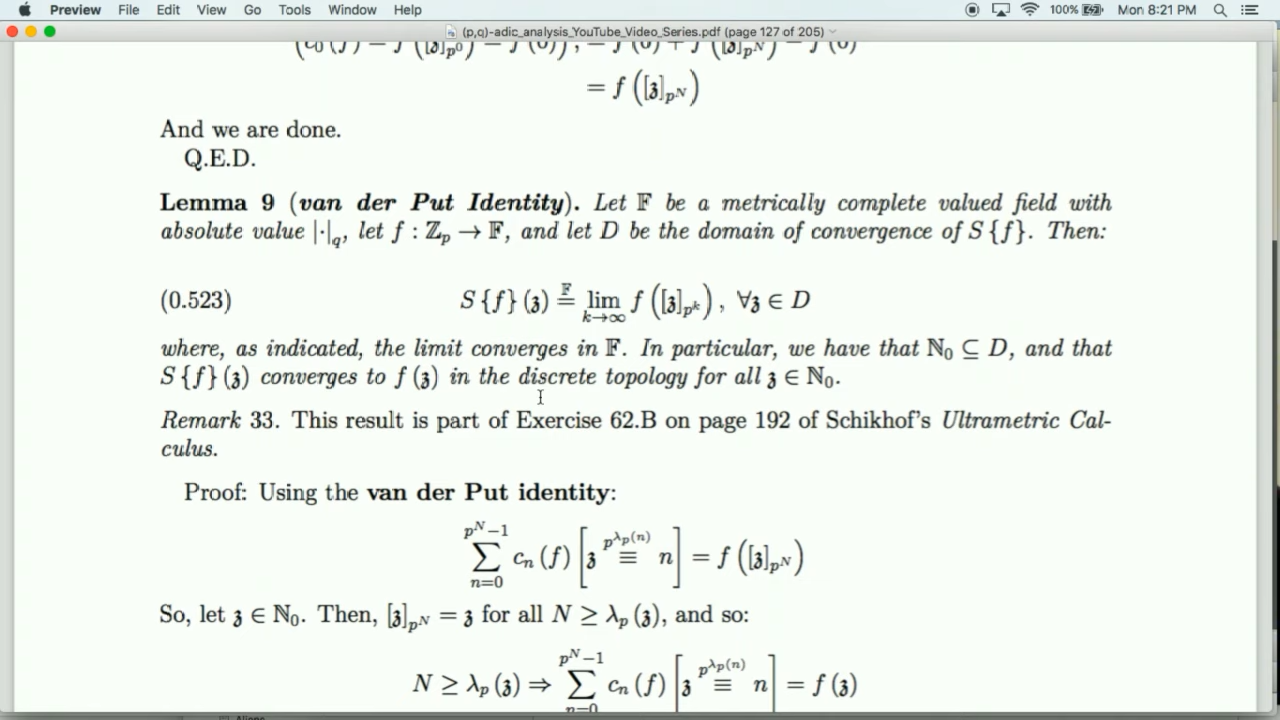 Preview File Edit View Go Tools Window Help 100% Mon 8:21 PM
(p,q)-adic_analysis_YouTube_Video_Series.pdf (page 127 of 205)
= f ([𝔷]_{p^N})
And we are done.
Q.E.D.
Lemma 9 (van der Put Identity). Let 𝔽 be a metrically complete valued field with
absolute value |·|_q, let f : ℤ_p → 𝔽, and let D be the domain of convergence of S {f}. Then:
(0.523) S {f} (𝔷) \overset{𝔽}{=} lim_{k→∞} f ([𝔷]_{p^k}), ∀𝔷 ∈ D
where, as indicated, the limit converges in 𝔽. In particular, we have that ℕ₀ ⊆ D, and that
S {f} (𝔷) converges to f (𝔷) in the discrete topology for all 𝔷 ∈ ℕ₀.
Remark 33. This result is part of Exercise 62.B on page 192 of Schikhof's Ultrametric Cal-
culus.
Proof: Using the van der Put identity:
∑_{n=0}^{p^N−1} c_n (f) [𝔷 \overset{p^{λ_p(n)}}{≡} n] = f ([𝔷]_{p^N})
So, let 𝔷 ∈ ℕ₀. Then, [𝔷]_{p^N} = 𝔷 for all N ≥ λ_p (𝔷), and so:
N ≥ λ_p (𝔷) ⇒ ∑_{n=0}^{p^N−1} c_n (f) [𝔷 \overset{p^{λ_p(n)}}{≡} n] = f (𝔷)